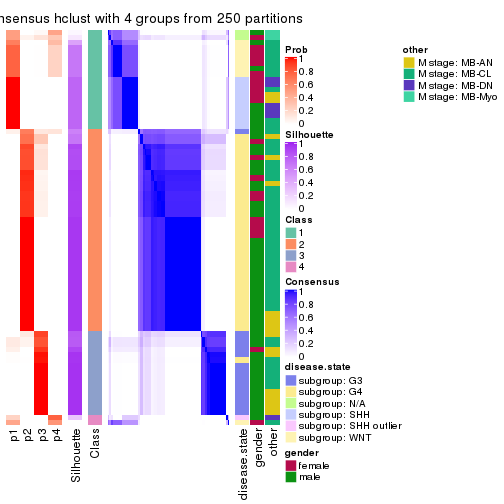 nsensus hclust with 4 groups from 250 partitions
Prob
1
0.8
0.6
0.4
0.2
0
Silhouette
1
0.8
0.6
0.4
0.2
0
Class
1
2
3
4
Consensus
1
0.8
0.6
0.4
0.2
0
disease.state
subgroup: G3
subgroup: G4
subgroup: N/A
subgroup: SHH
subgroup: SHH outlier
subgroup: WNT
gender
female
male
other
M stage: MB-AN
M stage: MB-CL
M stage: MB-DN
M stage: MB-Myo
p1
p2
p3
p4
Silhouette
Class
disease.state
gender
other